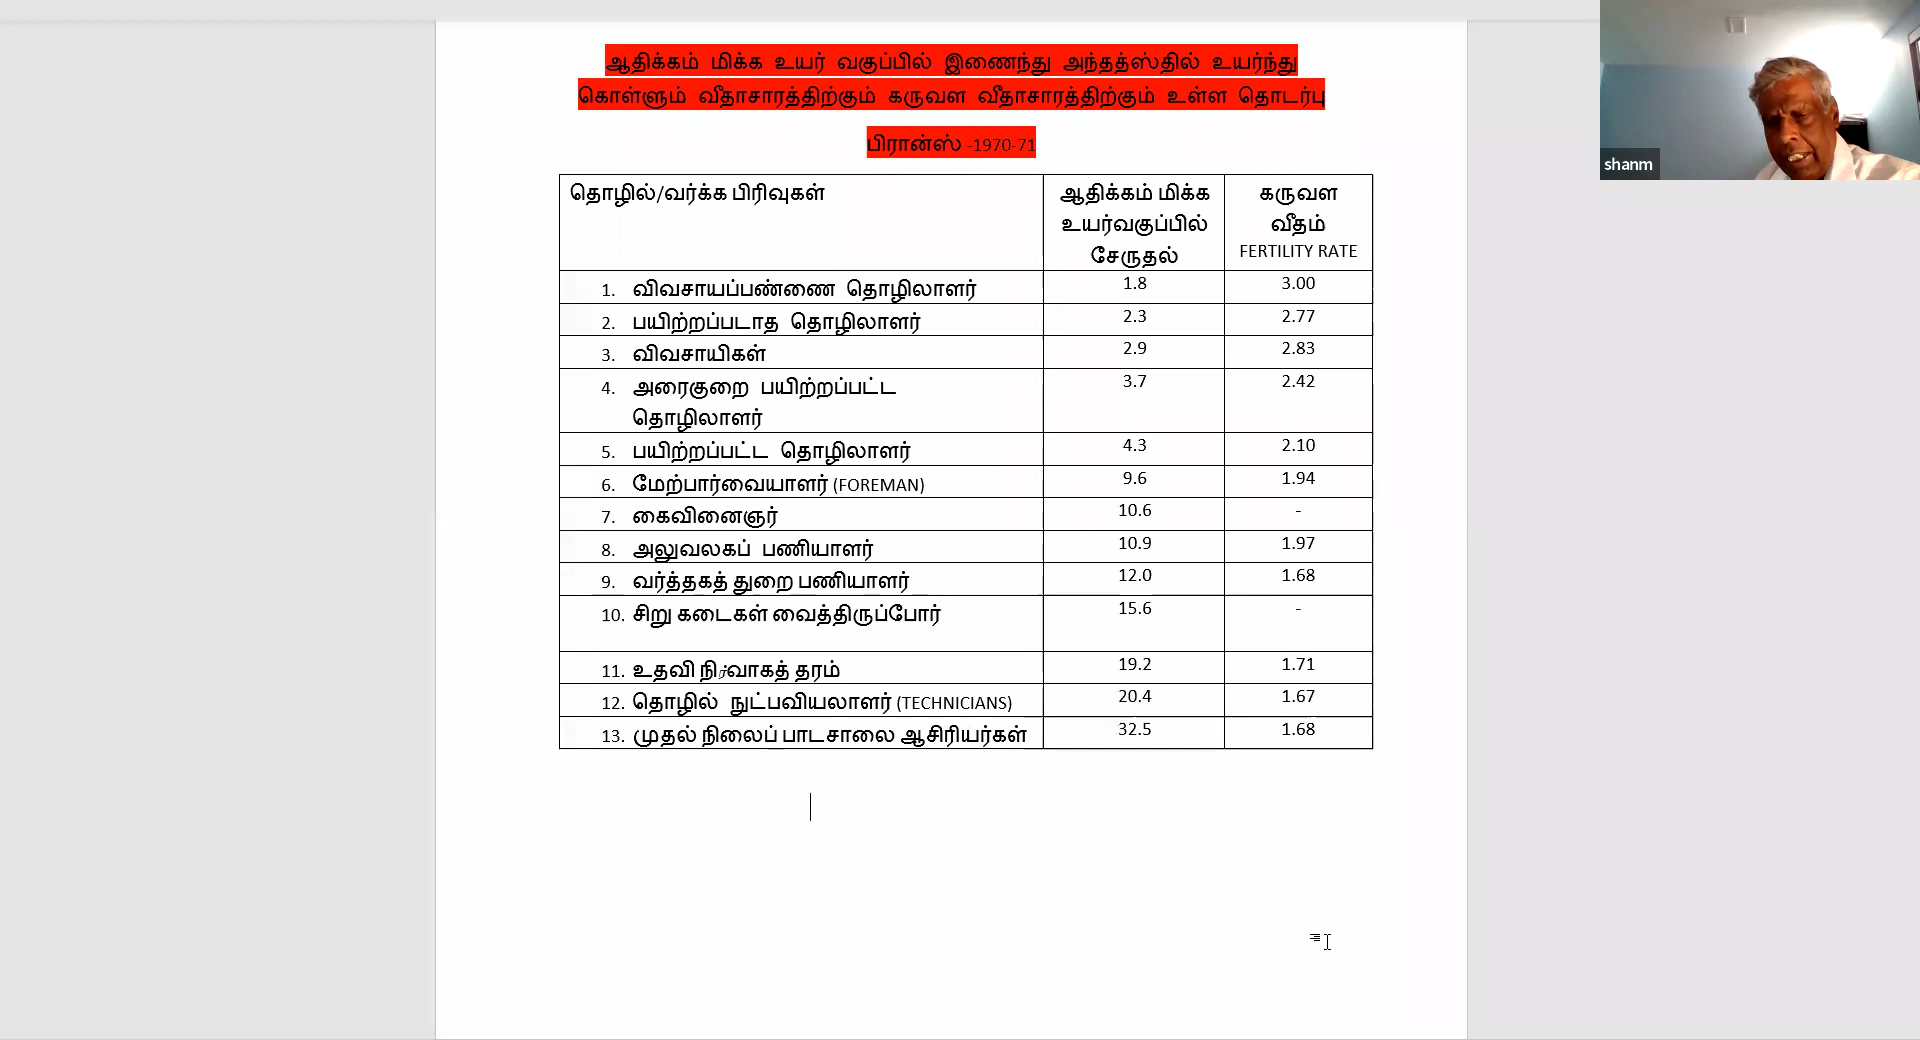 ஆதிக்கம் மிக்க உயர் வகுப்பில் இணைந்து அந்தத்ஸ்தில் உயர்ந்து
கொள்ளும் வீதாசாரத்திற்கும் கருவள வீதாசாரத்திற்கும் உள்ள தொடர்பு
பிரான்ஸ் -1970-71
தொழில்/வர்க்க பிரிவுகள்
ஆதிக்கம் மிக்க
உயர்வகுப்பில்
சேருதல்
கருவள
வீதம்
FERTILITY RATE
1. விவசாயப்பண்ணை தொழிலாளர் 1.8 3.00
2. பயிற்றப்படாத தொழிலாளர் 2.3 2.77
3. விவசாயிகள் 2.9 2.83
4. அரைகுறை பயிற்றப்பட்ட 3.7 2.42
தொழிலாளர்
5. பயிற்றப்பட்ட தொழிலாளர் 4.3 2.10
6. மேற்பார்வையாளர் (FOREMAN) 9.6 1.94
7. கைவினைஞர் 10.6 -
8. அலுவலகப் பணியாளர் 10.9 1.97
9. வர்த்தகத் துறை பணியாளர் 12.0 1.68
10. சிறு கடைகள் வைத்திருப்போர் 15.6 -
11. உதவி நிர்வாகத் தரம் 19.2 1.71
12. தொழில் நுட்பவியலாளர் (TECHNICIANS) 20.4 1.67
13. முதல் நிலைப் பாடசாலை ஆசிரியர்கள் 32.5 1.68
shanm